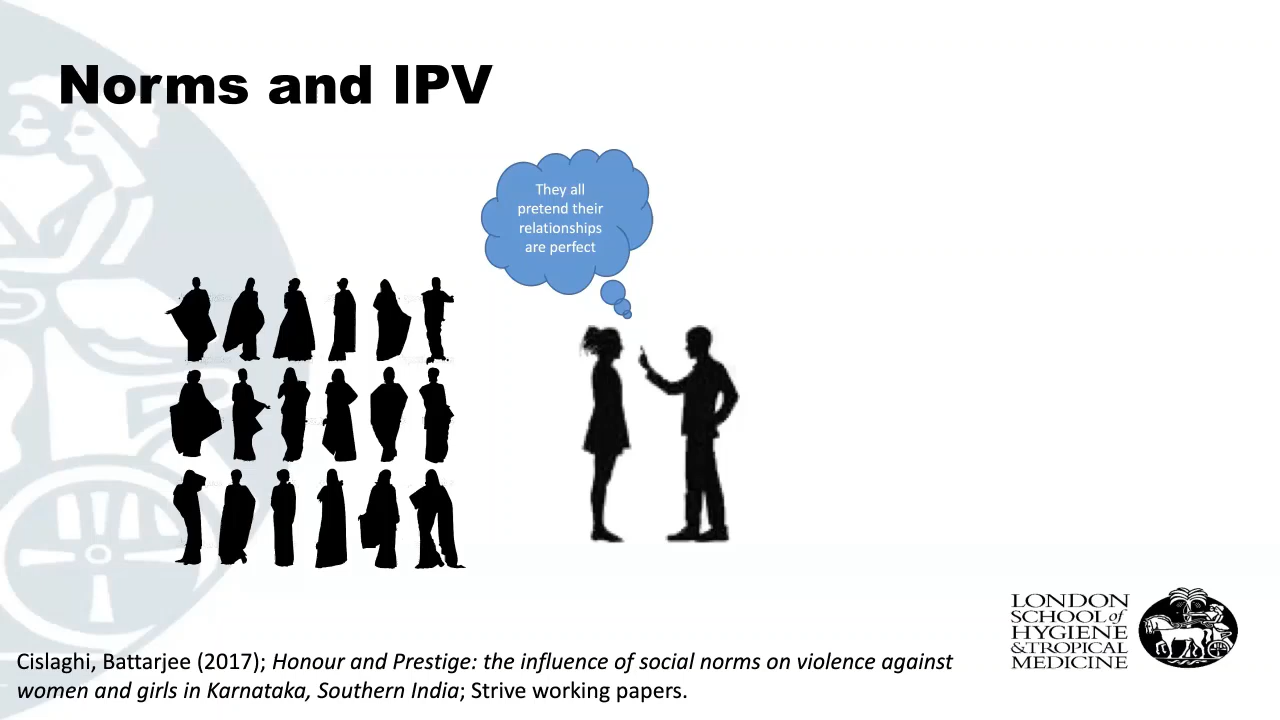 Norms and IPV
They all
pretend their
relationships
are perfect
LONDON
SCHOOL of
HYGIENE
& TROPICAL
MEDICINE
Cislaghi, Battarjee (2017); Honour and Prestige: the influence of social norms on violence against
women and girls in Karnataka, Southern India; Strive working papers.